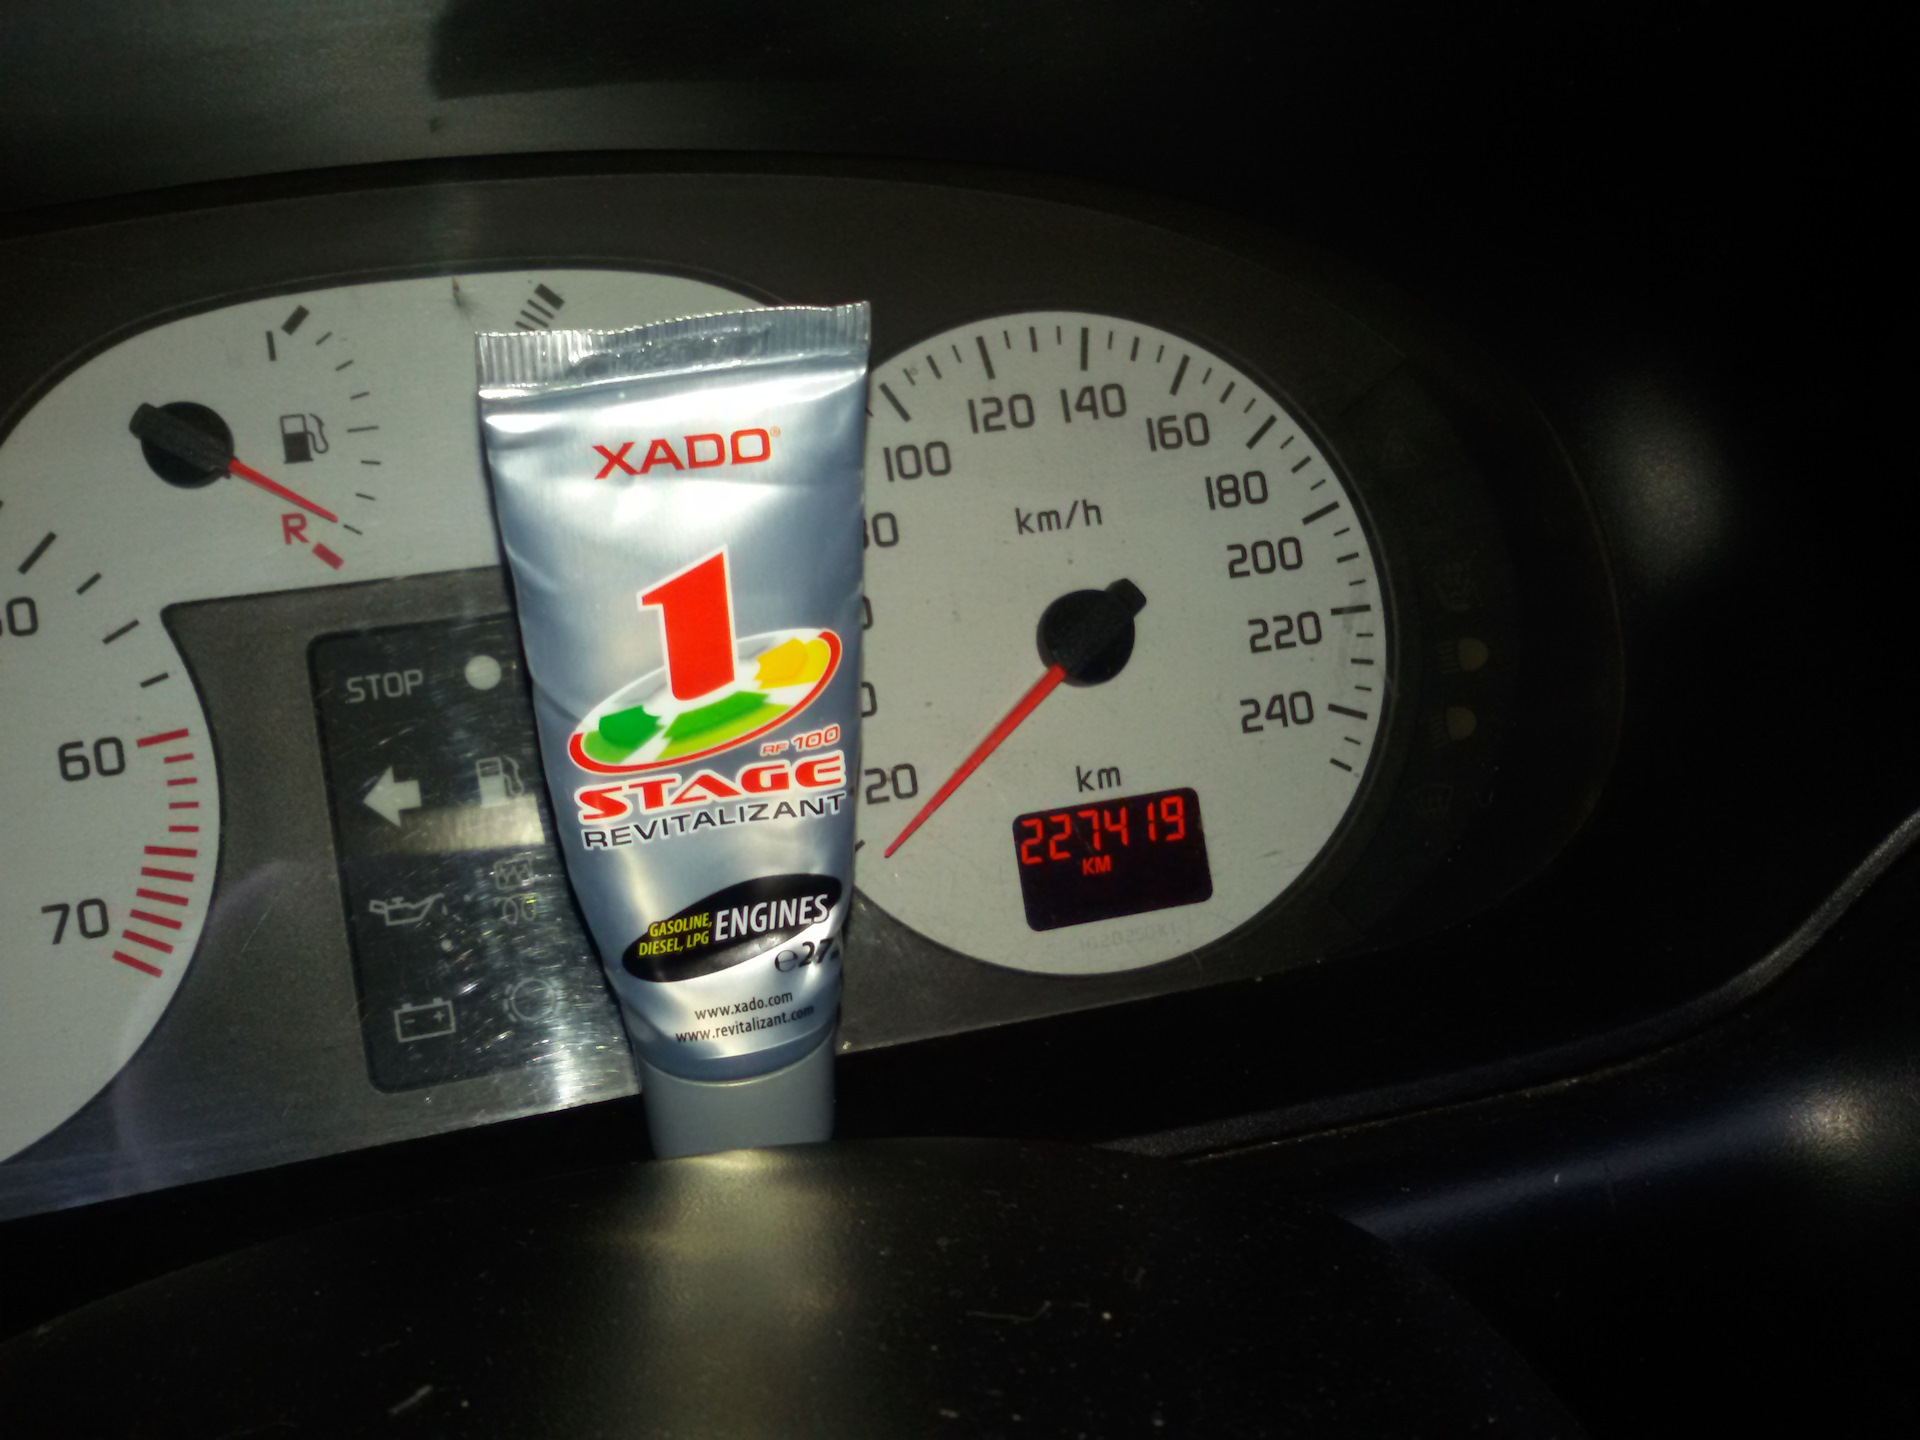 XADO®
1
RF 100
STAGE
REVITALIZANT
GASOLINE,
DIESEL, LPG
ENGINES
℮27
www.xado.com
www.revitalizant.com
R
STOP
60
70
20
100
120
140
160
180
200
220
240
km/h
km
227419
KM